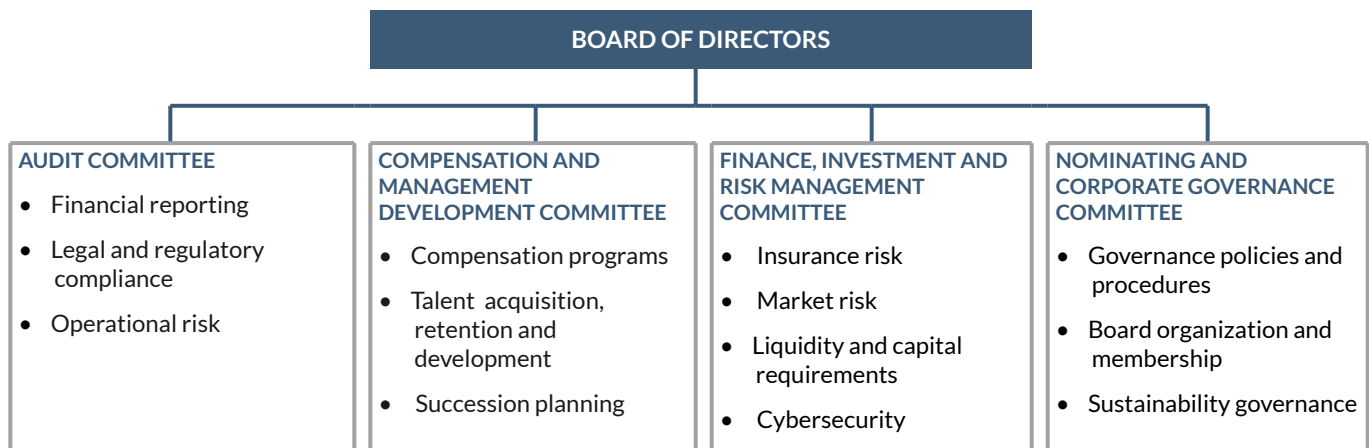 BOARD OF DIRECTORS
AUDIT COMMITTEE
• Financial reporting
• Legal and regulatory
compliance
• Operational risk
COMPENSATION AND
MANAGEMENT
DEVELOPMENT COMMITTEE
• Compensation programs
• Talent acquisition,
retention and
development
• Succession planning
FINANCE, INVESTMENT AND
RISK MANAGEMENT
COMMITTEE
• Insurance risk
• Market risk
• Liquidity and capital
requirements
• Cybersecurity
NOMINATING AND
CORPORATE GOVERNANCE
COMMITTEE
• Governance policies and
procedures
• Board organization and
membership
• Sustainability governance